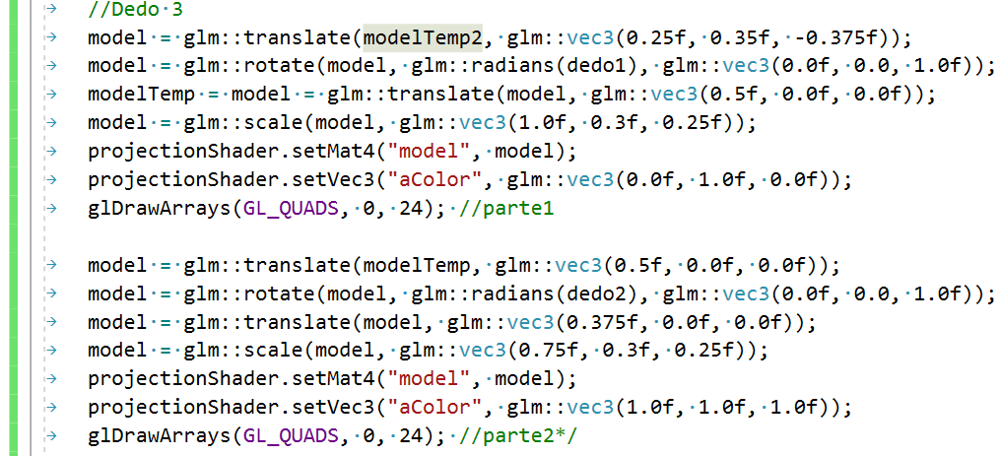 //Dedo 3
model = glm::translate(modelTemp2, glm::vec3(0.25f, 0.35f, -0.375f));
model = glm::rotate(model, glm::radians(dedo1), glm::vec3(0.0f, 0.0, 1.0f));
modelTemp = model = glm::translate(model, glm::vec3(0.5f, 0.0f, 0.0f));
model = glm::scale(model, glm::vec3(1.0f, 0.3f, 0.25f));
projectionShader.setMat4("model", model);
projectionShader.setVec3("aColor", glm::vec3(0.0f, 1.0f, 0.0f));
glDrawArrays(GL_QUADS, 0, 24); //parte1
model = glm::translate(modelTemp, glm::vec3(0.5f, 0.0f, 0.0f));
model = glm::rotate(model, glm::radians(dedo2), glm::vec3(0.0f, 0.0, 1.0f));
model = glm::translate(model, glm::vec3(0.375f, 0.0f, 0.0f));
model = glm::scale(model, glm::vec3(0.75f, 0.3f, 0.25f));
projectionShader.setMat4("model", model);
projectionShader.setVec3("aColor", glm::vec3(1.0f, 1.0f, 1.0f));
glDrawArrays(GL_QUADS, 0, 24); //parte2*/